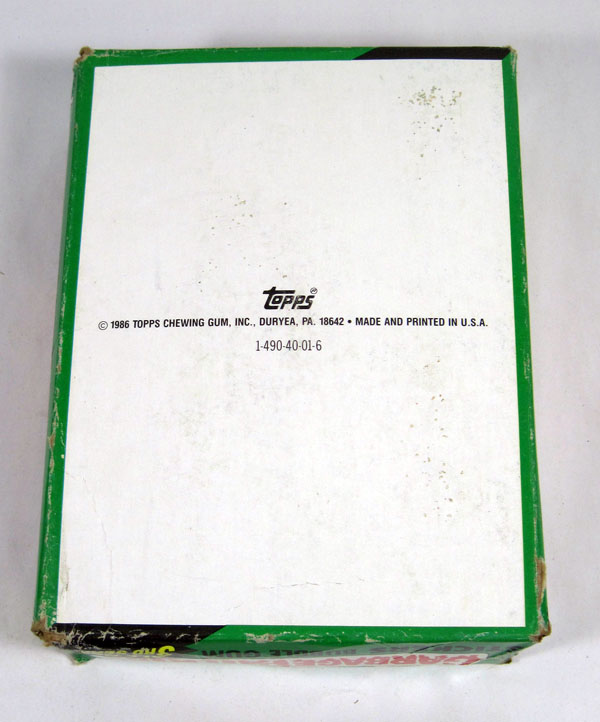 Topps
© 1986 TOPPS CHEWING GUM, INC., DURYEA, PA. 18642 • MADE AND PRINTED IN U.S.A.
1-490-40-01-6